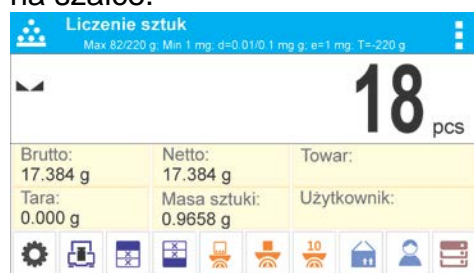 na szalce.
Liczenie sztuk
Max 82/220 g; Min 1 mg; d=0.01/0.1 mg g; e=1 mg; T=-220 g
18 pcs
Brutto: Netto: Towar:
17.384 g 17.384 g
Tara: Masa sztuki: Użytkownik:
0.000 g 0.9658 g
10